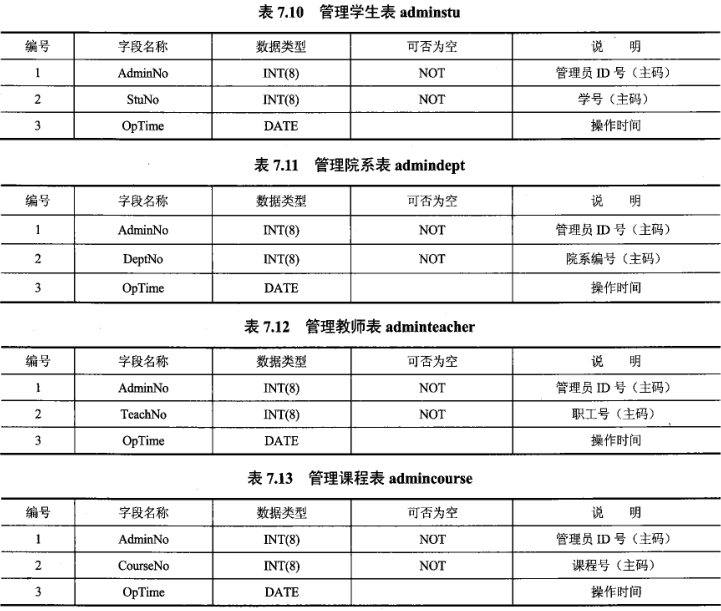 表 7.10 管理学生表 adminstu
编号 字段名称 数据类型 可否为空 说 明
1 AdminNo INT(8) NOT 管理员 ID 号（主码）
2 StuNo INT(8) NOT 学号（主码）
3 OpTime DATE 操作时间
表 7.11 管理院系表 admindept
编号 字段名称 数据类型 可否为空 说 明
1 AdminNo INT(8) NOT 管理员 ID 号（主码）
2 DeptNo INT(8) NOT 院系编号（主码）
3 OpTime DATE 操作时间
表 7.12 管理教师表 adminteacher
编号 字段名称 数据类型 可否为空 说 明
1 AdminNo INT(8) NOT 管理员 ID 号（主码）
2 TeachNo INT(8) NOT 职工号（主码）
3 OpTime DATE 操作时间
表 7.13 管理课程表 admincourse
编号 字段名称 数据类型 可否为空 说 明
1 AdminNo INT(8) NOT 管理员 ID 号（主码）
2 CourseNo INT(8) NOT 课程号（主码）
3 OpTime DATE 操作时间